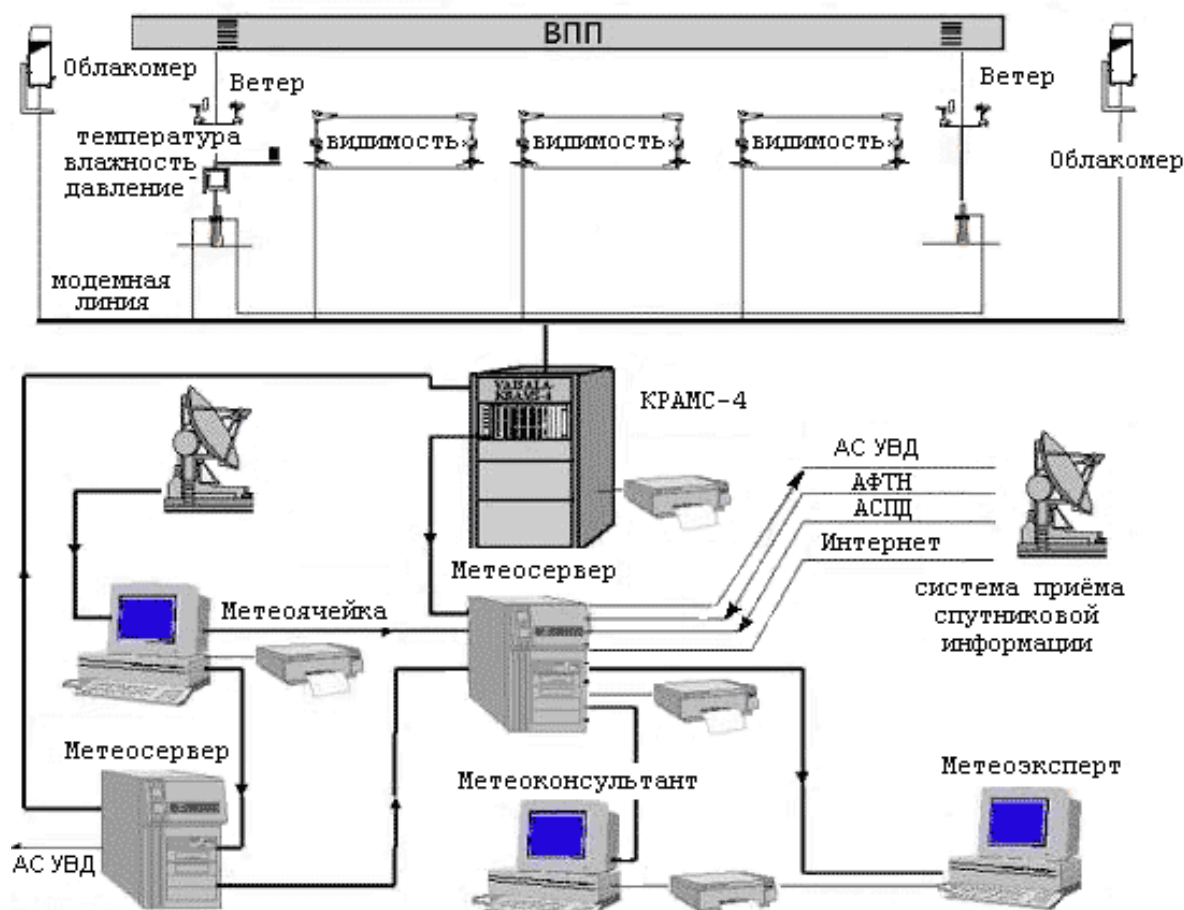 ВПП
Облакомер
Ветер
Ветер
температура
влажность
давление
видимость
видимость
видимость
Облакомер
модемная
линия
VAISALA-
KRAMS-4
КРАМС-4
АС УВД
АФТН
АСПД
Интернет
Метеосервер
система приёма
спутниковой
информации
Метеоячейка
Метеосервер
Метеоконсультант
Метеоэксперт
АС УВД